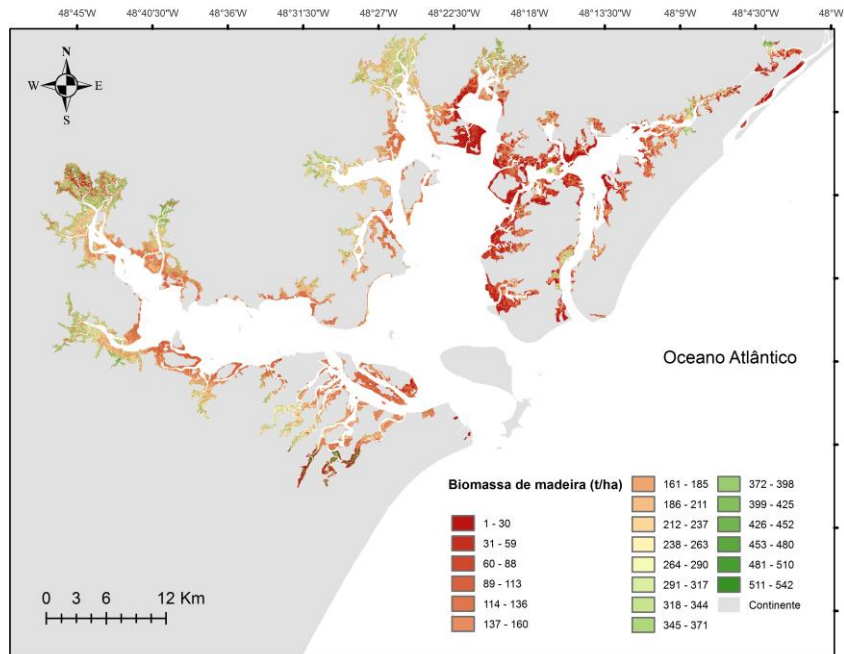 48°45'W 48°40'30"W 48°36'W 48°31'30"W 48°27'W 48°22'30"W 48°18'W 48°13'30"W 48°9'W 48°4'30"W 48°W
N
W E
S
Oceano Atlântico
Biomassa de madeira (t/ha)
1 - 30
31 - 59
60 - 88
89 - 113
114 - 136
137 - 160
161 - 185
186 - 211
212 - 237
238 - 263
264 - 290
291 - 317
318 - 344
345 - 371
372 - 398
399 - 425
426 - 452
453 - 480
481 - 510
511 - 542
Continente
0 3 6 12 Km